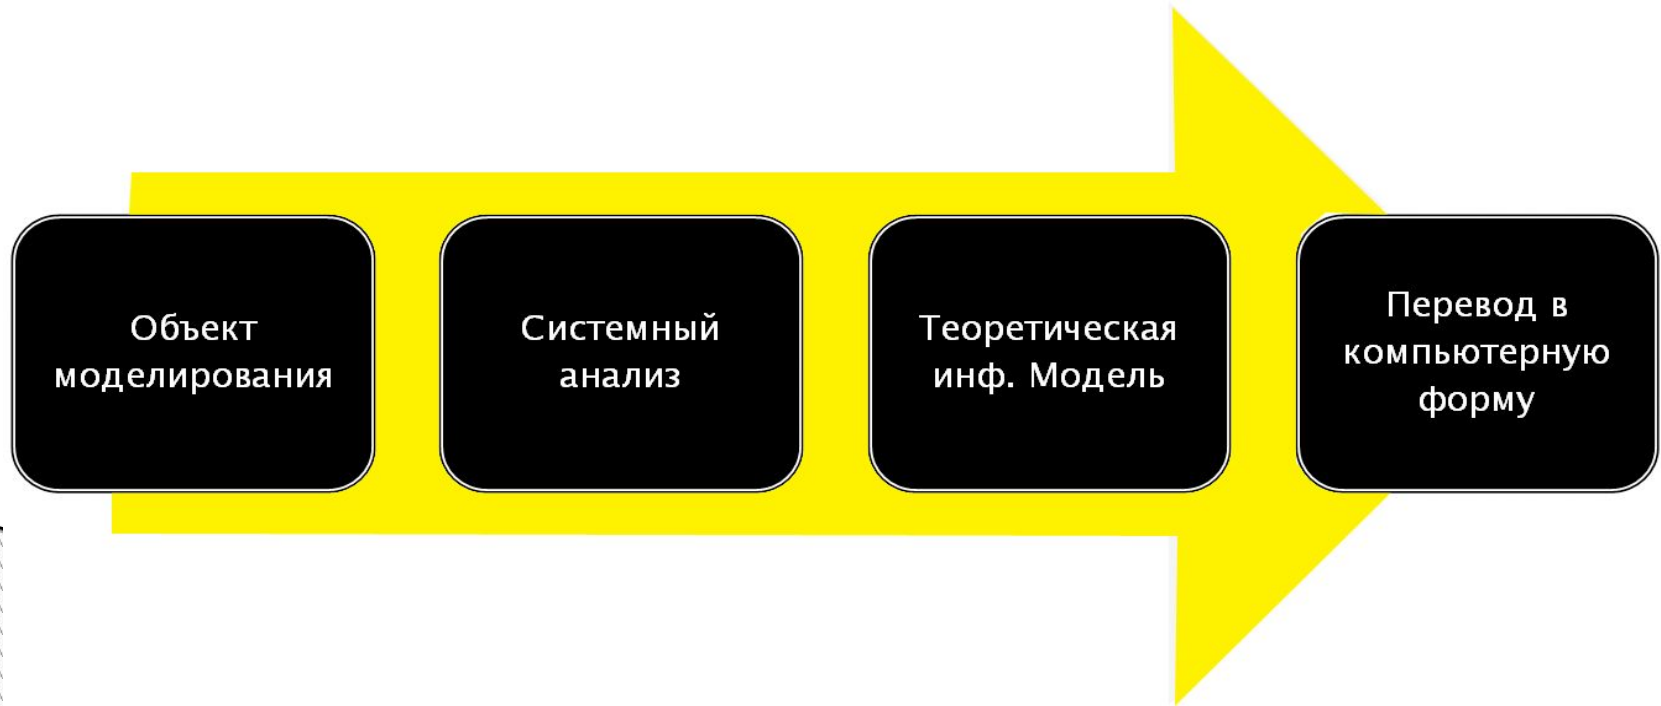 Объект
моделирования
Системный
анализ
Теоретическая
инф. Модель
Перевод в
компьютерную
форму